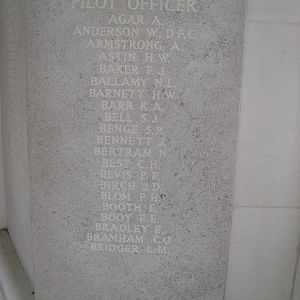 PILOT OFFICER
AGAR A.
ANDERSON W., D.F.C.
ARMSTRONG, A.
ASTIN H.W.
BAKER E.J.
BALLAMY N.L.
BARNETT H.W.
BARR K.A.
BELL S.J.
BENGE S.P.
BENNETT J.
BERTRAM N.
BEST C.H.
BEVIS P.E.
BIRCH J.D.
BLOM P.H.
BOOTH E.
BOOY F.E.
BRADLEY E.
BRAMHAM C.O.
BRIDGER L.M.